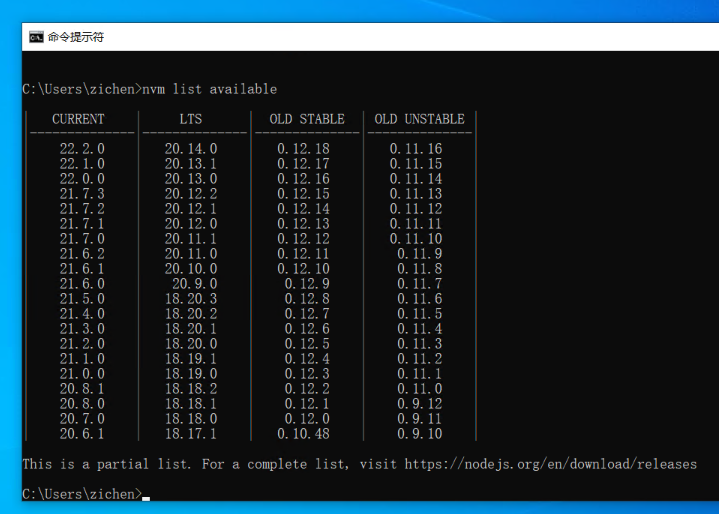 命令提示符
C:\Users\zichen>nvm list available
CURRENT | LTS | OLD STABLE | OLD UNSTABLE
22.2.0 | 20.14.0 | 0.12.18 | 0.11.16
22.1.0 | 20.13.1 | 0.12.17 | 0.11.15
22.0.0 | 20.13.0 | 0.12.16 | 0.11.14
21.7.3 | 20.12.2 | 0.12.15 | 0.11.13
21.7.2 | 20.12.1 | 0.12.14 | 0.11.12
21.7.1 | 20.12.0 | 0.12.13 | 0.11.11
21.7.0 | 20.11.1 | 0.12.12 | 0.11.10
21.6.2 | 20.11.0 | 0.12.11 | 0.11.9
21.6.1 | 20.10.0 | 0.12.10 | 0.11.8
21.6.0 | 20.9.0 | 0.12.9 | 0.11.7
21.5.0 | 18.20.3 | 0.12.8 | 0.11.6
21.4.0 | 18.20.2 | 0.12.7 | 0.11.5
21.3.0 | 18.20.1 | 0.12.6 | 0.11.4
21.2.0 | 18.20.0 | 0.12.5 | 0.11.3
21.1.0 | 18.19.1 | 0.12.4 | 0.11.2
21.0.0 | 18.19.0 | 0.12.3 | 0.11.1
20.8.1 | 18.18.2 | 0.12.2 | 0.11.0
20.8.0 | 18.18.1 | 0.12.1 | 0.9.12
20.7.0 | 18.18.0 | 0.12.0 | 0.9.11
20.6.1 | 18.17.1 | 0.10.48 | 0.9.10
This is a partial list. For a complete list, visit https://nodejs.org/en/download/releases
C:\Users\zichen>